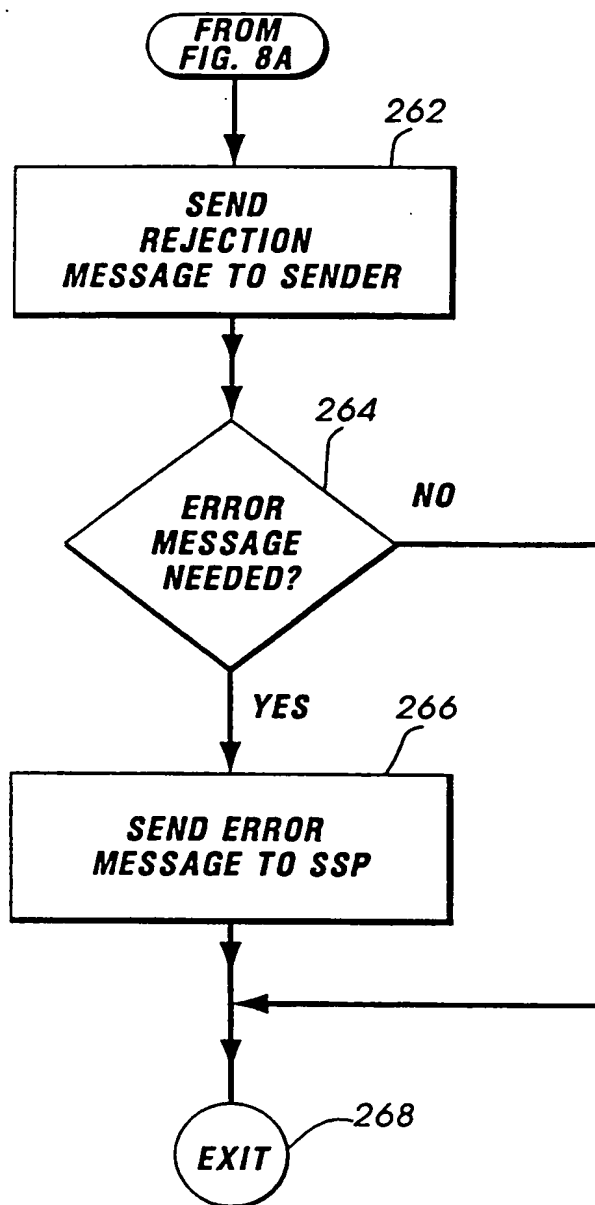 FROM
FIG. 8A
262
SEND
REJECTION
MESSAGE TO SENDER
264
ERROR
MESSAGE
NEEDED?
NO
YES
266
SEND ERROR
MESSAGE TO SSP
EXIT
268